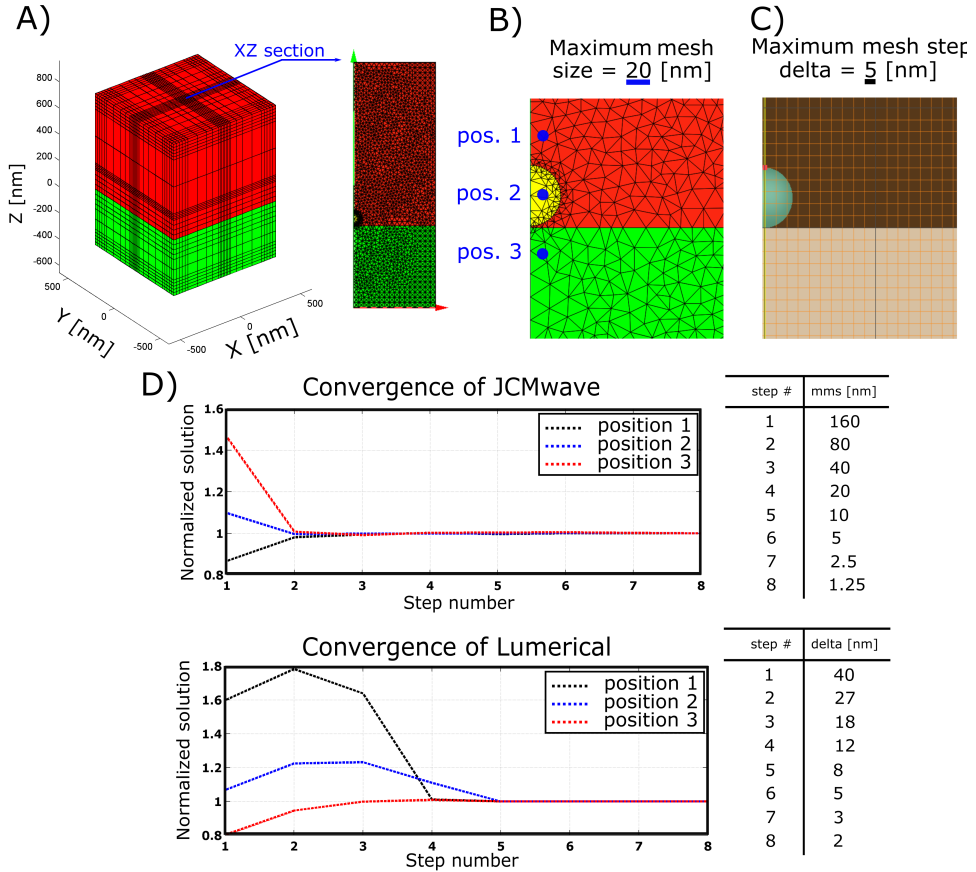 A)
XZ section
800
600
400
200
0
-200
-400
-600
Z [nm]
500
0
-500
Y [nm]
-500
0
500
X [nm]
B)
Maximum mesh
size = 20 [nm]
pos. 1
pos. 2
pos. 3
C)
Maximum mesh step
delta = 5 [nm]
D)
Convergence of JCMwave
Normalized solution
1.6
1.4
1.2
1
0.8
position 1
position 2
position 3
1 2 3 4 5 6 7 8
Step number
step # mms [nm]
1 160
2 80
3 40
4 20
5 10
6 5
7 2.5
8 1.25
Convergence of Lumerical
Normalized solution
1.8
1.6
1.4
1.2
1
0.8
position 1
position 2
position 3
1 2 3 4 5 6 7 8
Step number
step # delta [nm]
1 40
2 27
3 18
4 12
5 8
6 5
7 3
8 2